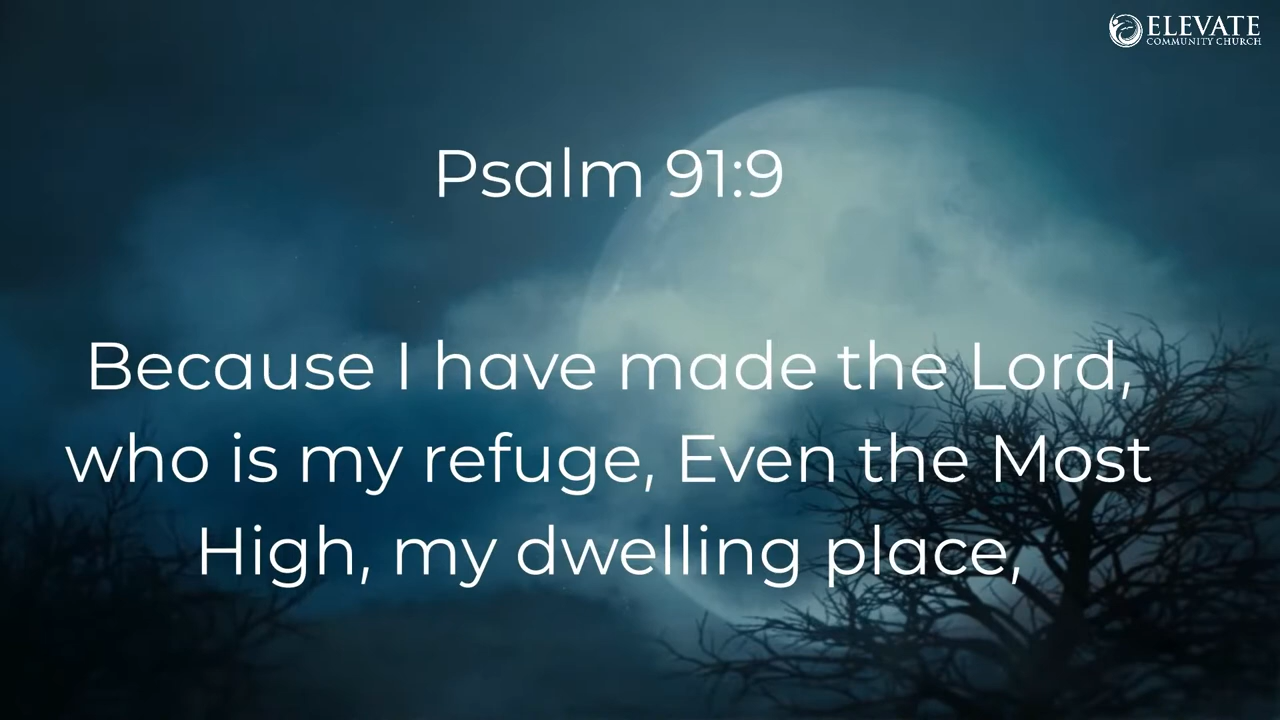 ELEVATE
COMMUNITY CHURCH
Psalm 91:9
Because I have made the Lord,
who is my refuge, Even the Most
High, my dwelling place,